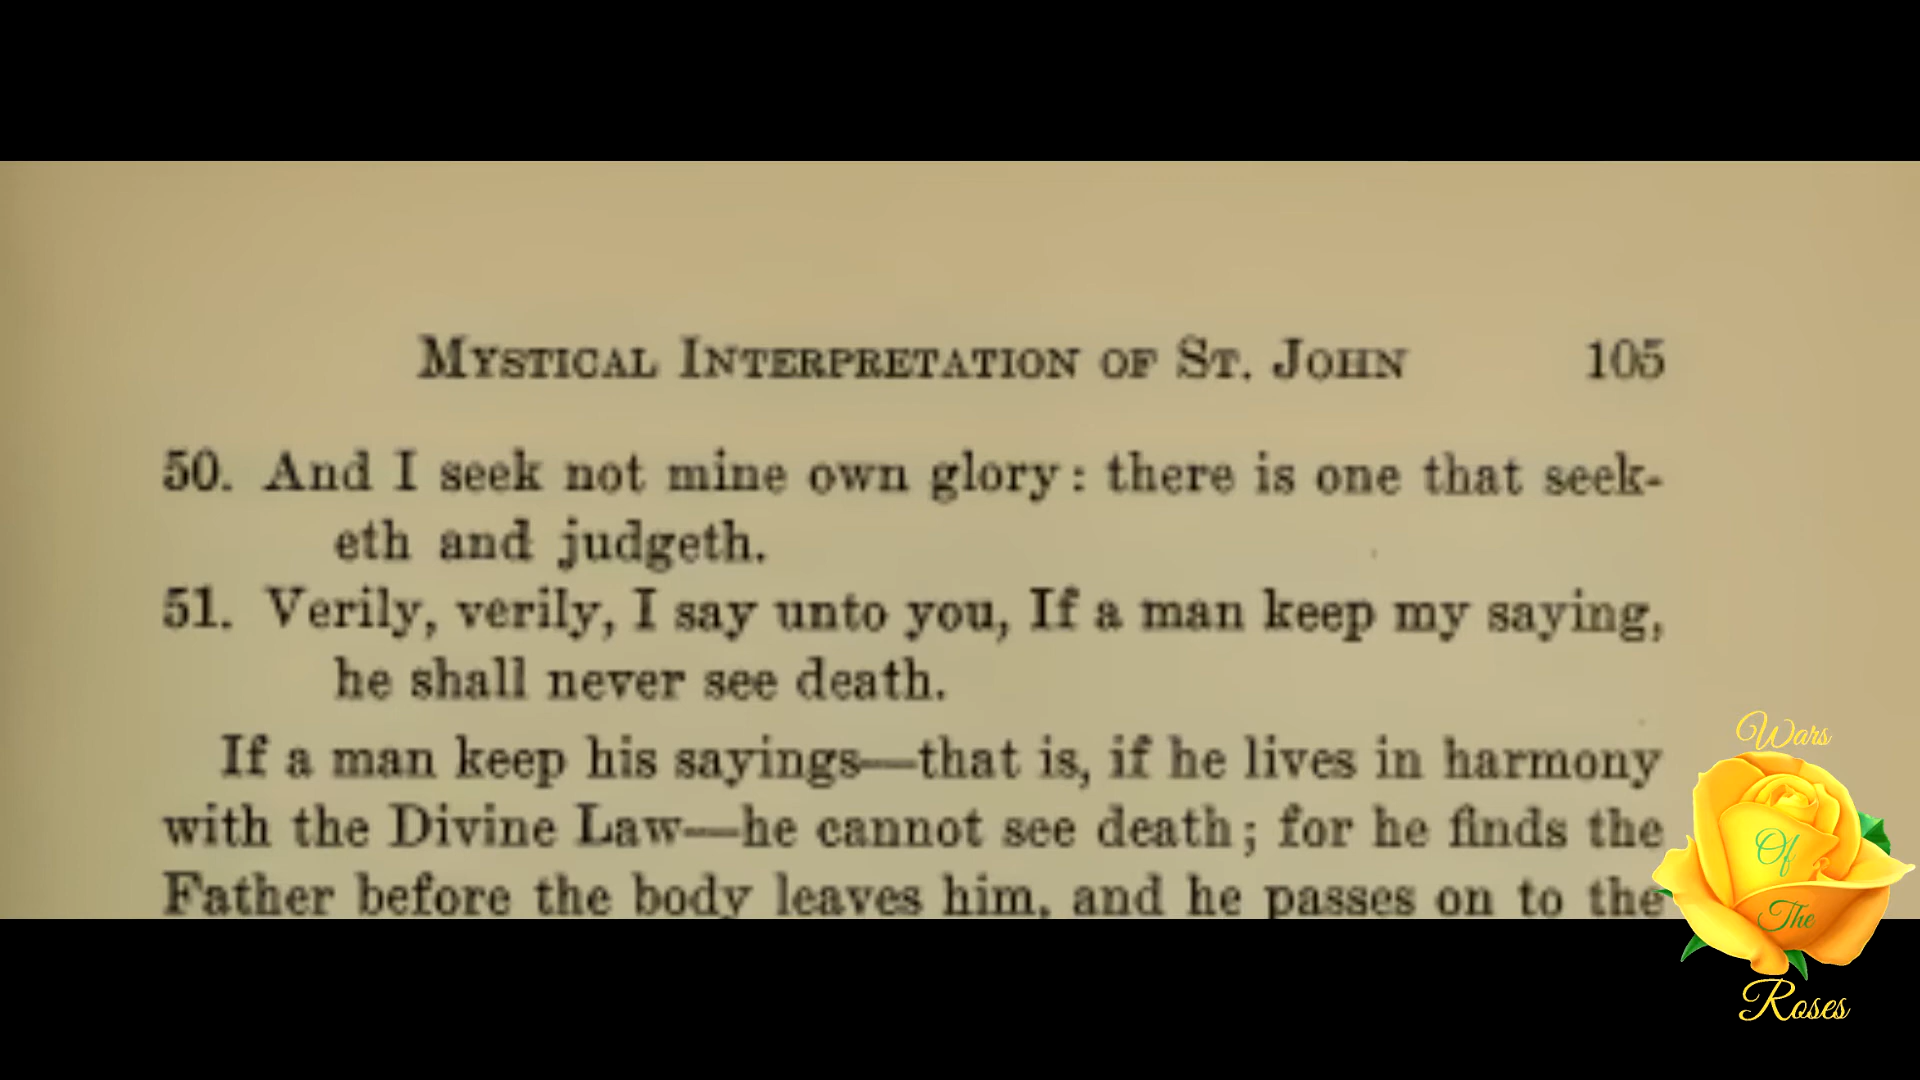 MYSTICAL INTERPRETATION OF ST. JOHN 105
50. And I seek not mine own glory: there is one that seek-
eth and judgeth.
51. Verily, verily, I say unto you, If a man keep my saying,
he shall never see death.
If a man keep his sayings—that is, if he lives in harmony
with the Divine Law—he cannot see death; for he finds the
Father before the body leaves him, and he passes on to the
Wars
Of
The
Roses